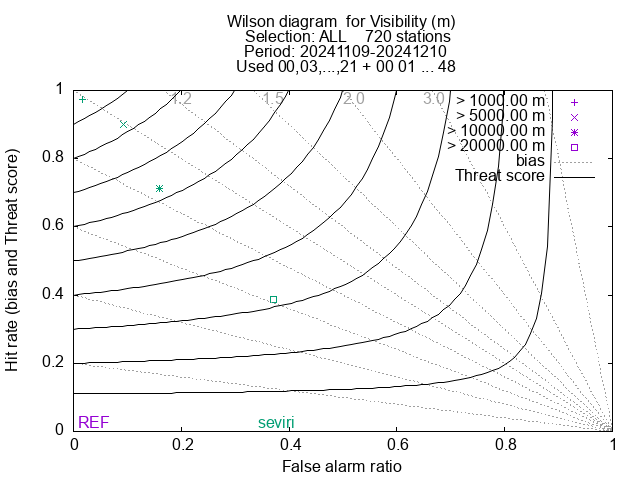 Wilson diagram  for Visibility (m)
Selection: ALL    720 stations
Period: 20241109-20241210
Used 00,03,...,21 + 00 01 ... 48
1.2 1.5 2.0 3.0
> 1000.00 m
> 5000.00 m
> 10000.00 m
> 20000.00 m
bias
Threat score
1
0.8
0.6
0.4
0.2
0
Hit rate (bias and Threat score)
REF seviri
0 0.2 0.4 0.6 0.8 1
False alarm ratio